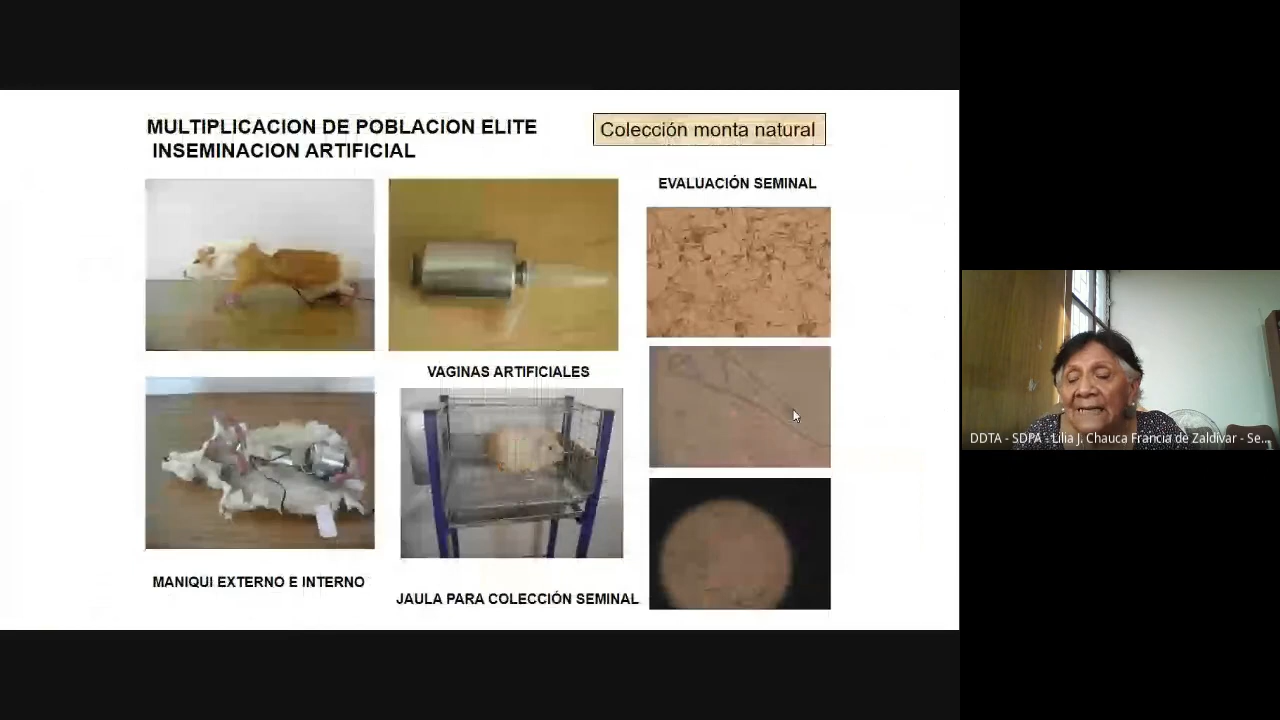 MULTIPLICACION DE POBLACION ELITE
INSEMINACION ARTIFICIAL
Colección monta natural
EVALUACIÓN SEMINAL
VAGINAS ARTIFICIALES
MANIQUI EXTERNO E INTERNO
JAULA PARA COLECCIÓN SEMINAL
DDTA - SDPA - Lilia J. Chauca Francia de Zaldívar - Se...